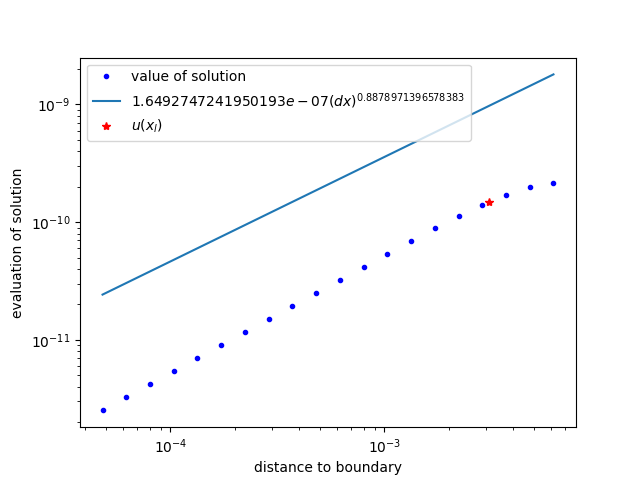 value of solution
1.6492747241950193e − 07(dx)^0.8878971396578383
u(x_l)
10^−9
10^−10
10^−11
evaluation of solution
10^−4
10^−3
distance to boundary